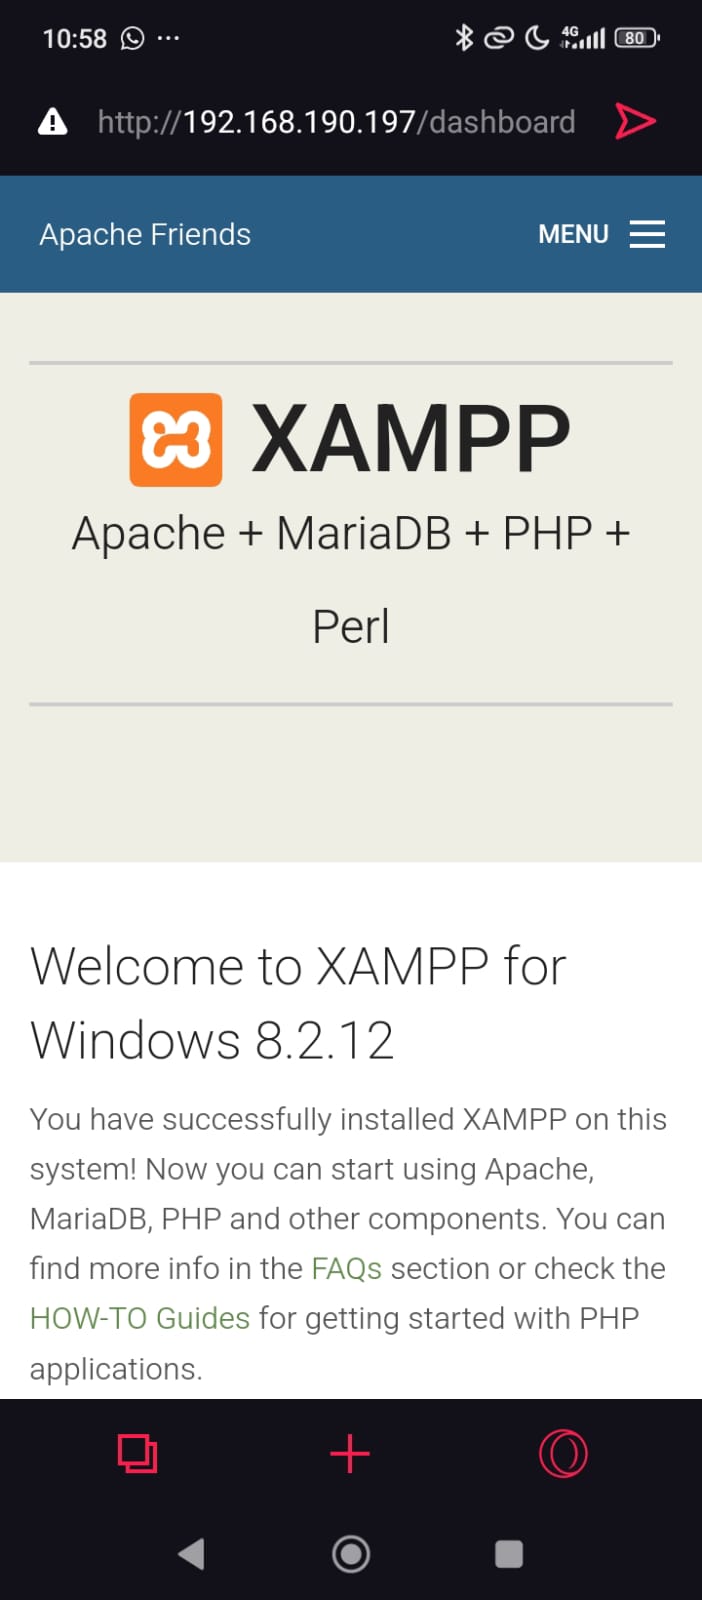 10:58
4G
80
http://192.168.190.197/dashboard
Apache Friends
MENU
XAMPP
Apache + MariaDB + PHP +
Perl
Welcome to XAMPP for
Windows 8.2.12
You have successfully installed XAMPP on this
system! Now you can start using Apache,
MariaDB, PHP and other components. You can
find more info in the FAQs section or check the
HOW-TO Guides for getting started with PHP
applications.